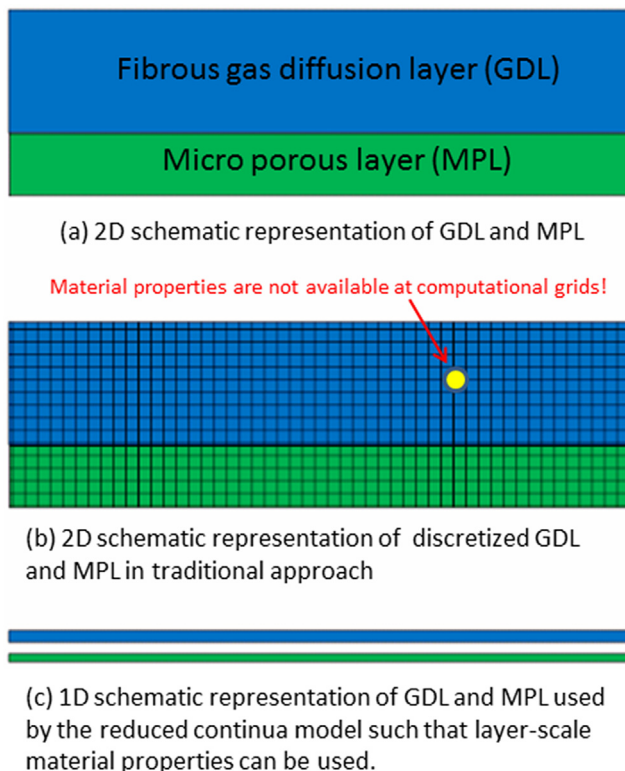 Fibrous gas diffusion layer (GDL)
Micro porous layer (MPL)
(a) 2D schematic representation of GDL and MPL
Material properties are not available at computational grids!
(b) 2D schematic representation of discretized GDL
and MPL in traditional approach
(c) 1D schematic representation of GDL and MPL used
by the reduced continua model such that layer-scale
material properties can be used.